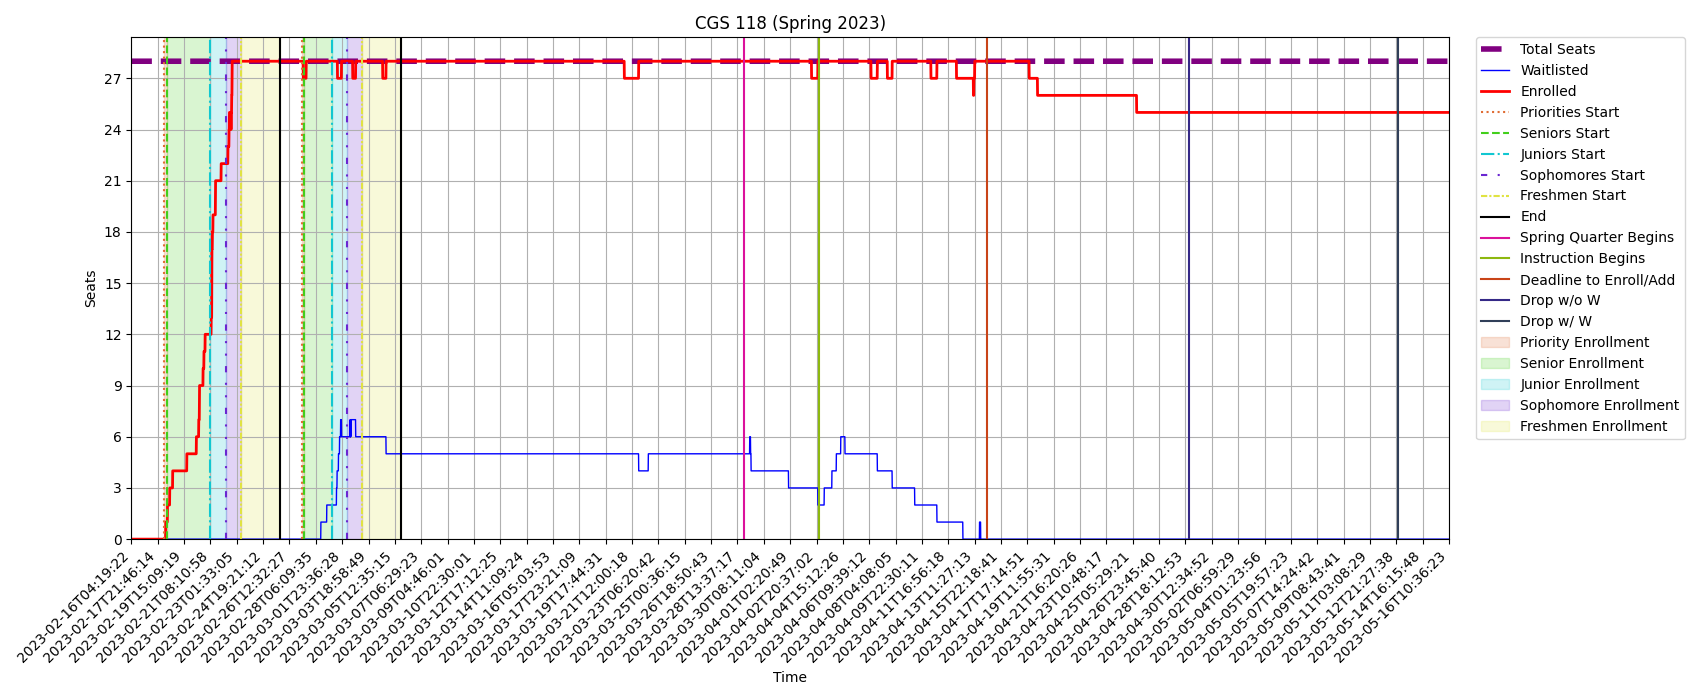 CGS 118 (Spring 2023)
Seats
27
24
21
18
15
12
9
6
3
0
2023-02-16T04:19:22
2023-02-17T21:46:14
2023-02-19T15:09:19
2023-02-21T08:10:58
2023-02-23T01:33:05
2023-02-24T19:21:12
2023-02-26T12:32:27
2023-02-28T06:09:35
2023-03-01T23:36:28
2023-03-03T18:58:49
2023-03-05T12:35:15
2023-03-07T06:29:23
2023-03-09T04:46:01
2023-03-10T22:30:01
2023-03-12T17:12:25
2023-03-14T11:09:24
2023-03-16T05:03:53
2023-03-17T23:21:09
2023-03-19T17:44:31
2023-03-21T12:00:18
2023-03-23T06:20:42
2023-03-25T00:36:15
2023-03-26T18:50:43
2023-03-28T13:37:17
2023-03-30T08:11:04
2023-04-01T02:20:49
2023-04-02T20:37:02
2023-04-04T15:12:26
2023-04-06T09:39:12
2023-04-08T04:08:05
2023-04-09T22:30:11
2023-04-11T16:56:18
2023-04-13T11:27:13
2023-04-15T22:18:41
2023-04-17T17:14:51
2023-04-19T11:55:31
2023-04-21T16:20:26
2023-04-23T10:48:17
2023-04-25T05:29:21
2023-04-26T23:45:40
2023-04-28T18:12:53
2023-04-30T12:34:52
2023-05-02T06:59:29
2023-05-04T01:23:56
2023-05-05T19:57:23
2023-05-07T14:24:42
2023-05-09T08:43:41
2023-05-11T03:08:29
2023-05-12T21:27:38
2023-05-14T16:15:48
2023-05-16T10:36:23
Time
Total Seats
Waitlisted
Enrolled
Priorities Start
Seniors Start
Juniors Start
Sophomores Start
Freshmen Start
End
Spring Quarter Begins
Instruction Begins
Deadline to Enroll/Add
Drop w/o W
Drop w/ W
Priority Enrollment
Senior Enrollment
Junior Enrollment
Sophomore Enrollment
Freshmen Enrollment